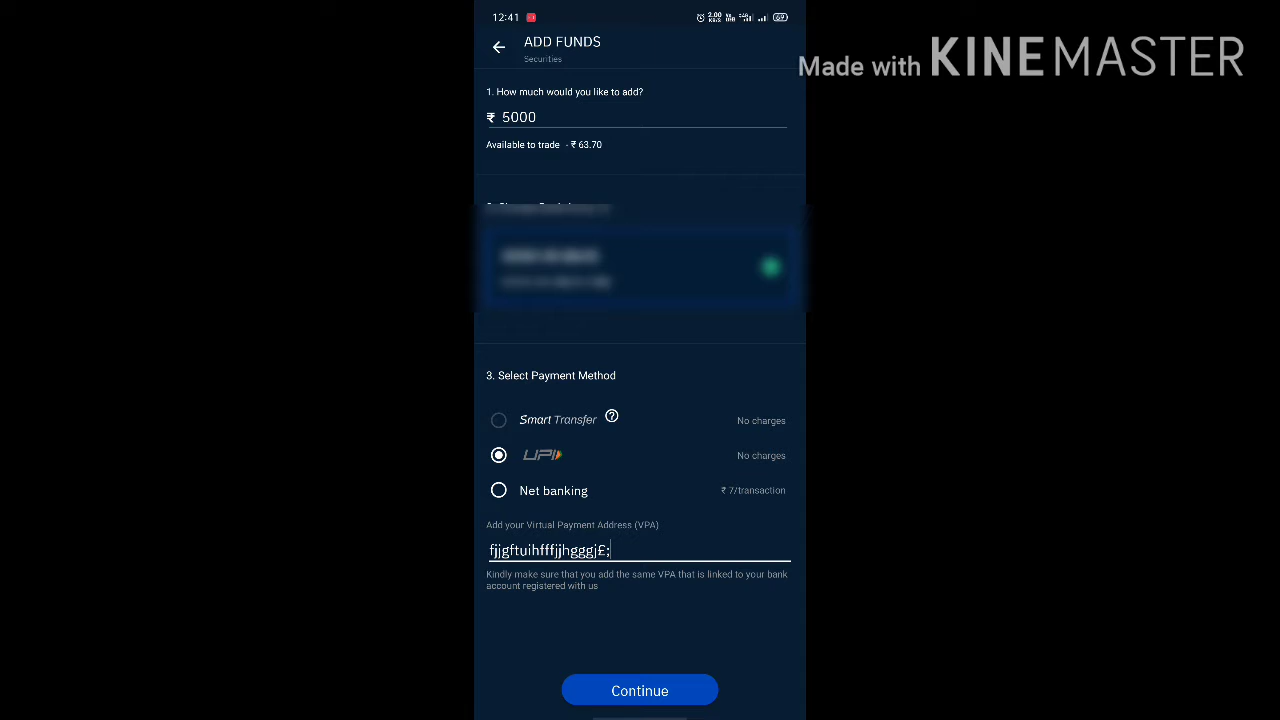 12:41
2.00
ADD FUNDS
Securities
Made with KINEMASTER
1. How much would you like to add?
₹ 5000
Available to trade - ₹ 63.70
3. Select Payment Method
Smart Transfer ? No charges
UPI No charges
Net banking ₹ 7/transaction
Add your Virtual Payment Address (VPA)
fjjgftuihfffjjhgggj£;
Kindly make sure that you add the same VPA that is linked to your bank
account registered with us
Continue